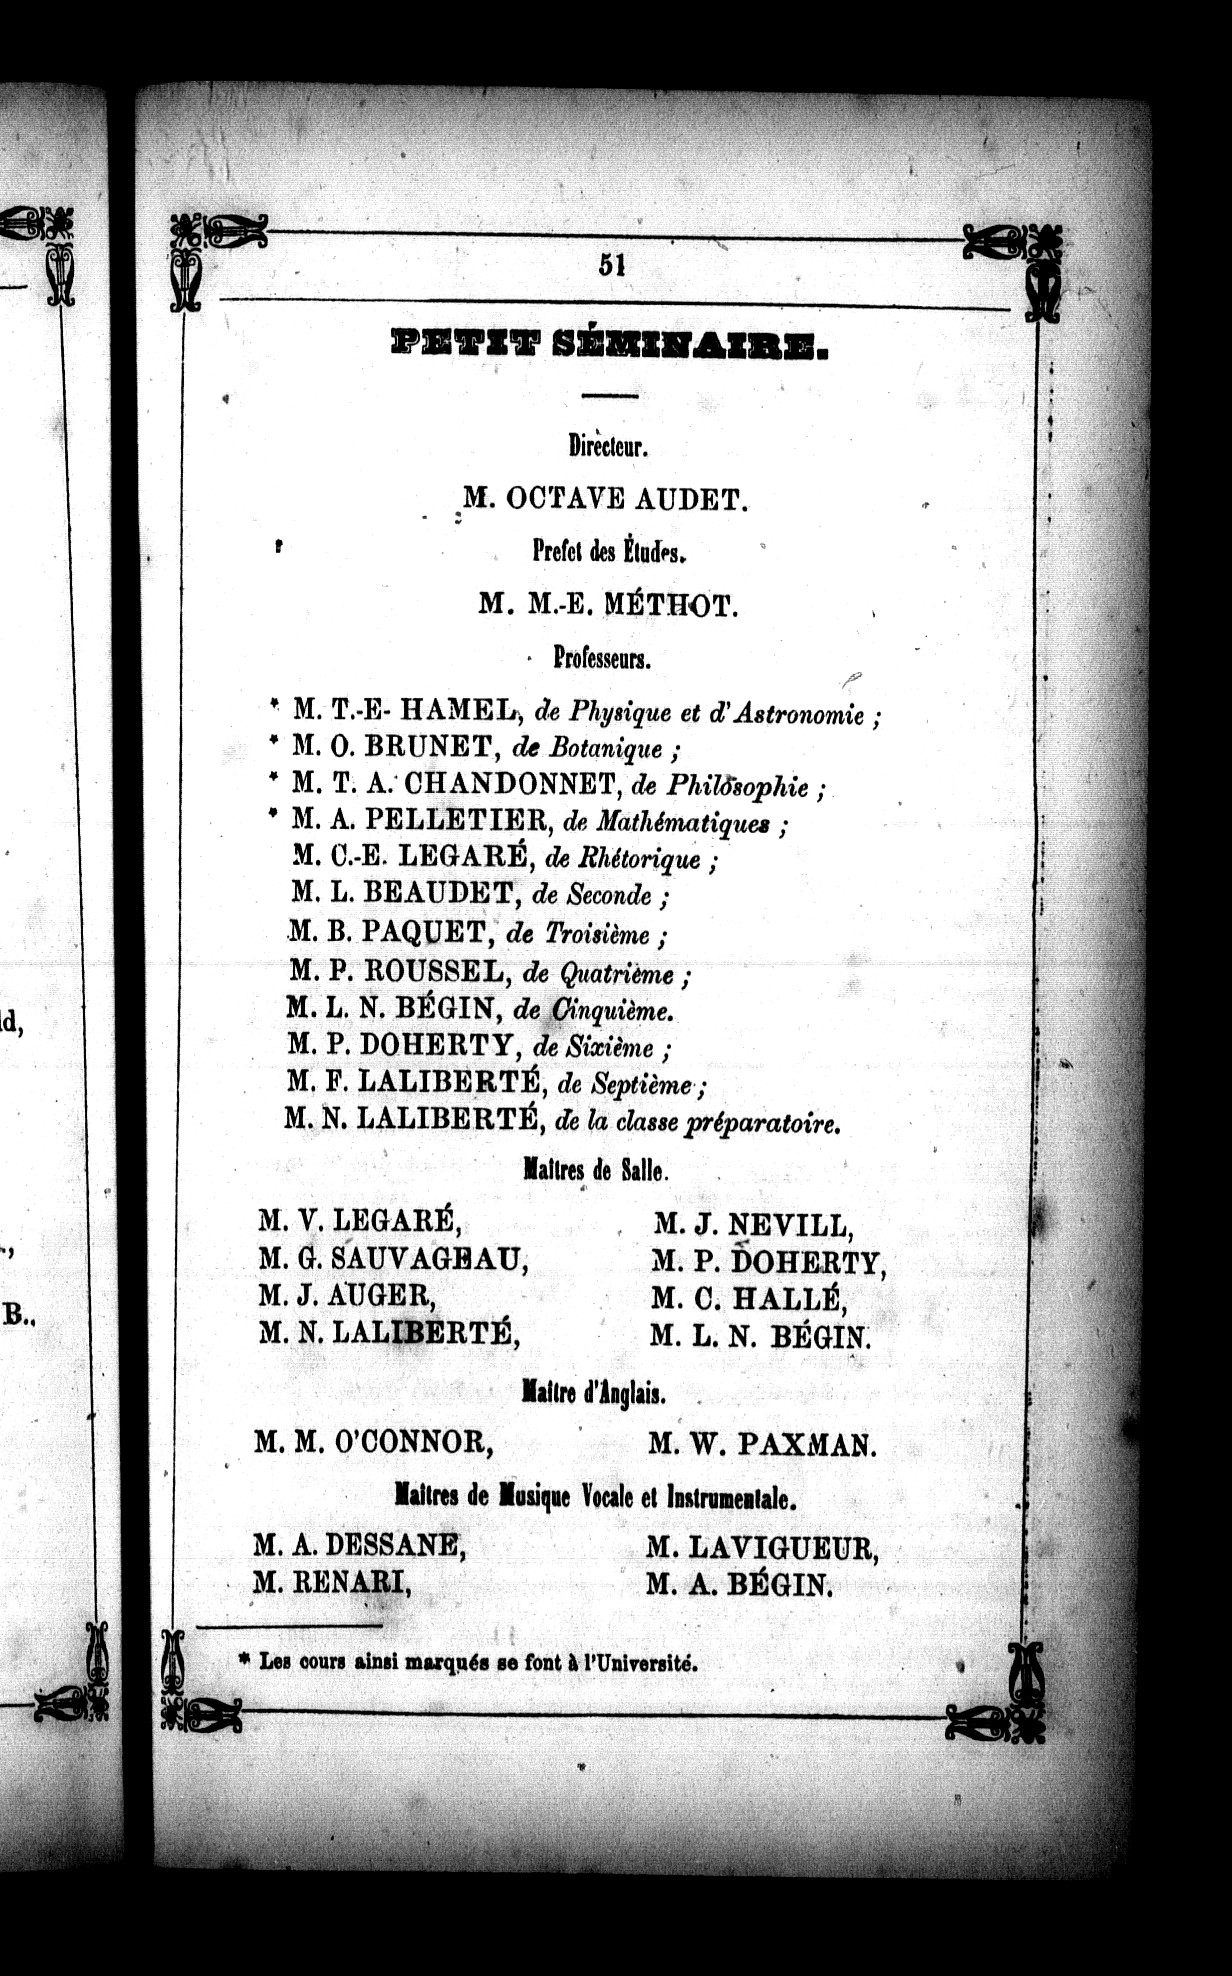 51
PETIT SÉMINAIRE.
Directeur.
M. OCTAVE AUDET.
Prefet des Études.
M. M.-E. MÉTHOT.
Professeurs.
* M. T.-E- HAMEL, de Physique et d'Astronomie ;
* M. O. BRUNET, de Botanique ;
* M. T. A. CHANDONNET, de Philosophie ;
* M. A. PELLETIER, de Mathématiques ;
M. C.-E. LEGARÉ, de Rhétorique ;
M. L. BEAUDET, de Seconde ;
M. B. PAQUET, de Troisième ;
M. P. ROUSSEL, de Quatrième ;
M. L. N. BÉGIN, de Cinquième.
M. P. DOHERTY, de Sixième ;
M. F. LALIBERTÉ, de Septième ;
M. N. LALIBERTÉ, de la classe préparatoire.
Maîtres de Salle.
M. V. LEGARÉ, M. J. NEVILL,
M. G. SAUVAGEAU, M. P. DOHERTY,
M. J. AUGER, M. C. HALLÉ,
M. N. LALIBERTÉ, M. L. N. BÉGIN.
Maître d'Anglais.
M. M. O'CONNOR, M. W. PAXMAN.
Maîtres de Musique Vocale et Instrumentale.
M. A. DESSANE, M. LAVIGUEUR,
M. RENARI, M. A. BÉGIN.
* Les cours ainsi marqués se font à l'Université.